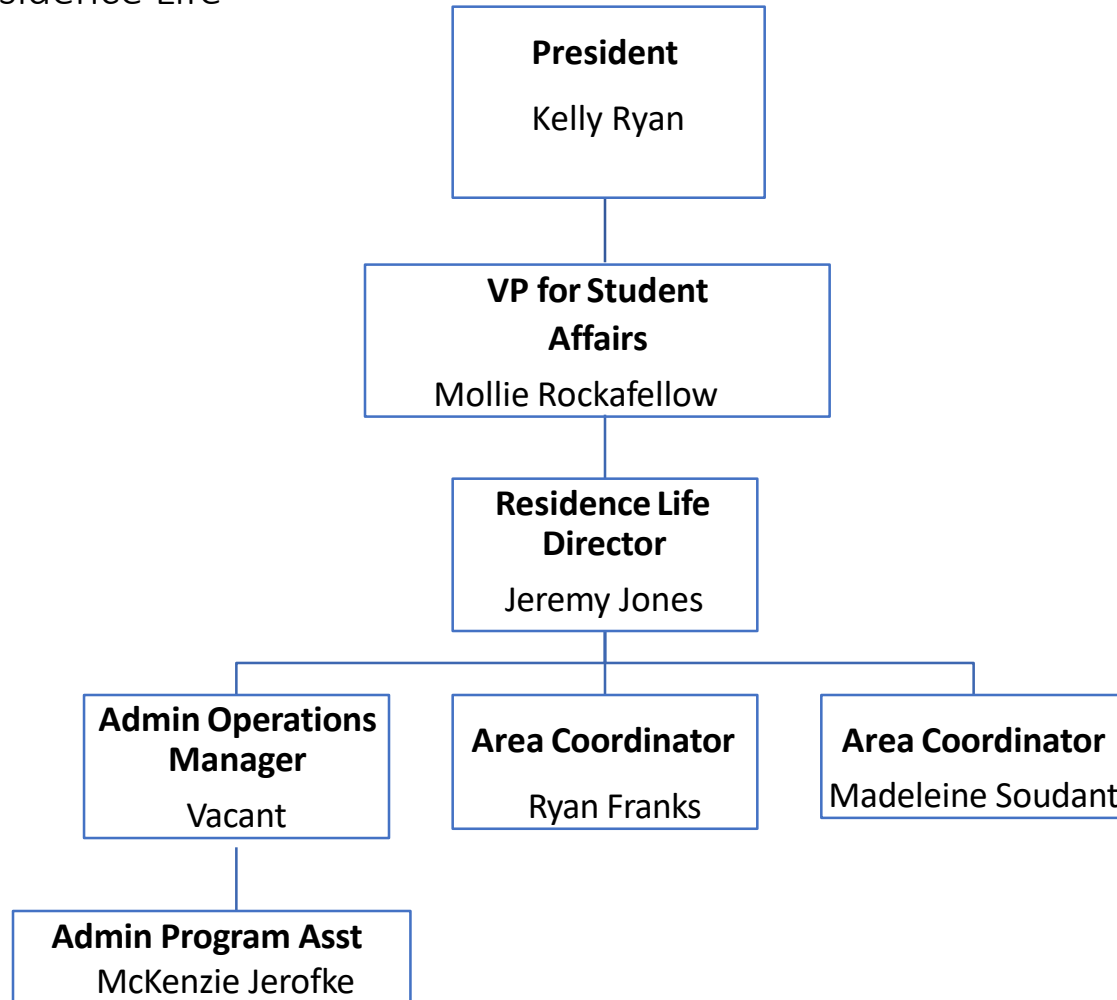 President
Kelly Ryan
VP for Student
Affairs
Mollie Rockafellow
Residence Life
Director
Jeremy Jones
Admin Operations
Manager
Vacant
Area Coordinator
Ryan Franks
Area Coordinator
Madeleine Soudant
Admin Program Asst
McKenzie Jerofke